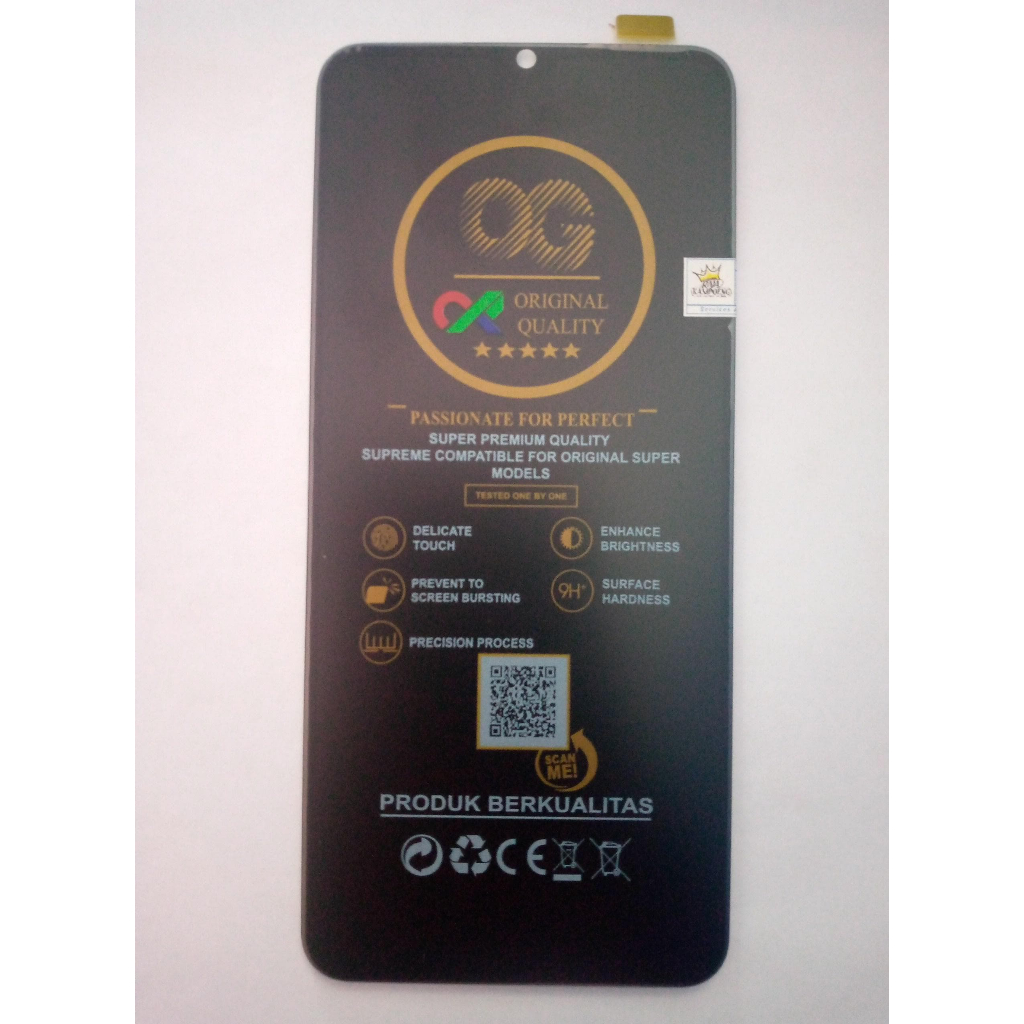 OG
ORIGINAL
QUALITY
PASSIONATE FOR PERFECT
SUPER PREMIUM QUALITY
SUPREME COMPATIBLE FOR ORIGINAL SUPER
MODELS
TESTED ONE BY ONE
DELICATE
TOUCH
ENHANCE
BRIGHTNESS
PREVENT TO
SCREEN BURSTING
9H+
SURFACE
HARDNESS
PRECISION PROCESS
SCAN
ME!
PRODUK BERKUALITAS
CE